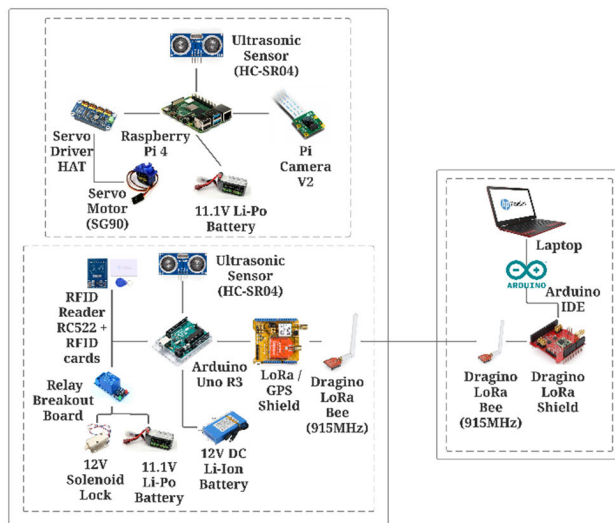 Ultrasonic
Sensor
(HC-SR04)
Servo
Driver
HAT
Raspberry
Pi 4
Pi
Camera
V2
Servo
Motor
(SG90)
11.1V Li-Po
Battery
Ultrasonic
Sensor
(HC-SR04)
RFID
Reader
RC522 +
RFID
cards
Arduino
Uno R3
LoRa /
GPS
Shield
Dragino
LoRa
Bee
(915MHz)
Relay
Breakout
Board
12V
Solenoid
Lock
11.1V
Li-Po
Battery
12V DC
Li-Ion
Battery
Laptop
ARDUINO
Arduino
IDE
Dragino
LoRa
Bee
(915MHz)
Dragino
LoRa
Shield